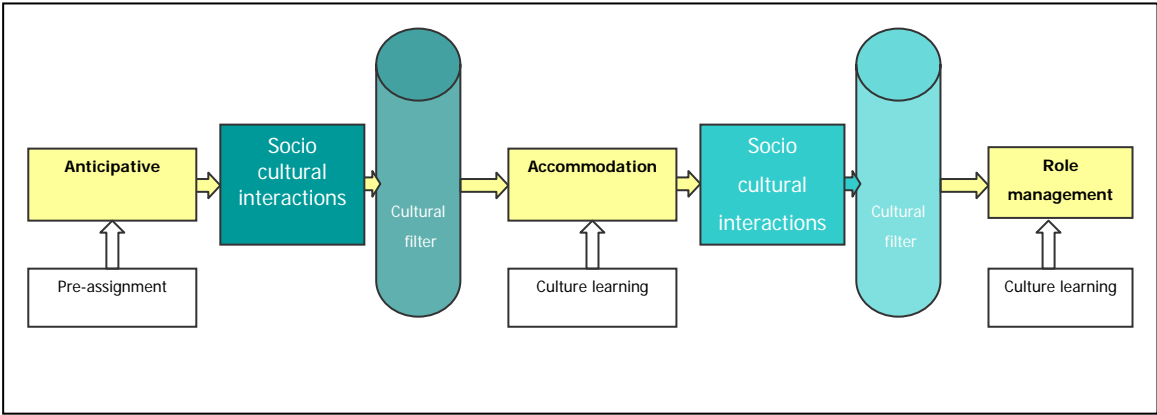 Anticipative
Pre-assignment
Socio
cultural
interactions
Cultural
filter
Accommodation
Culture learning
Socio
cultural
interactions
Cultural
filter
Role
management
Culture learning